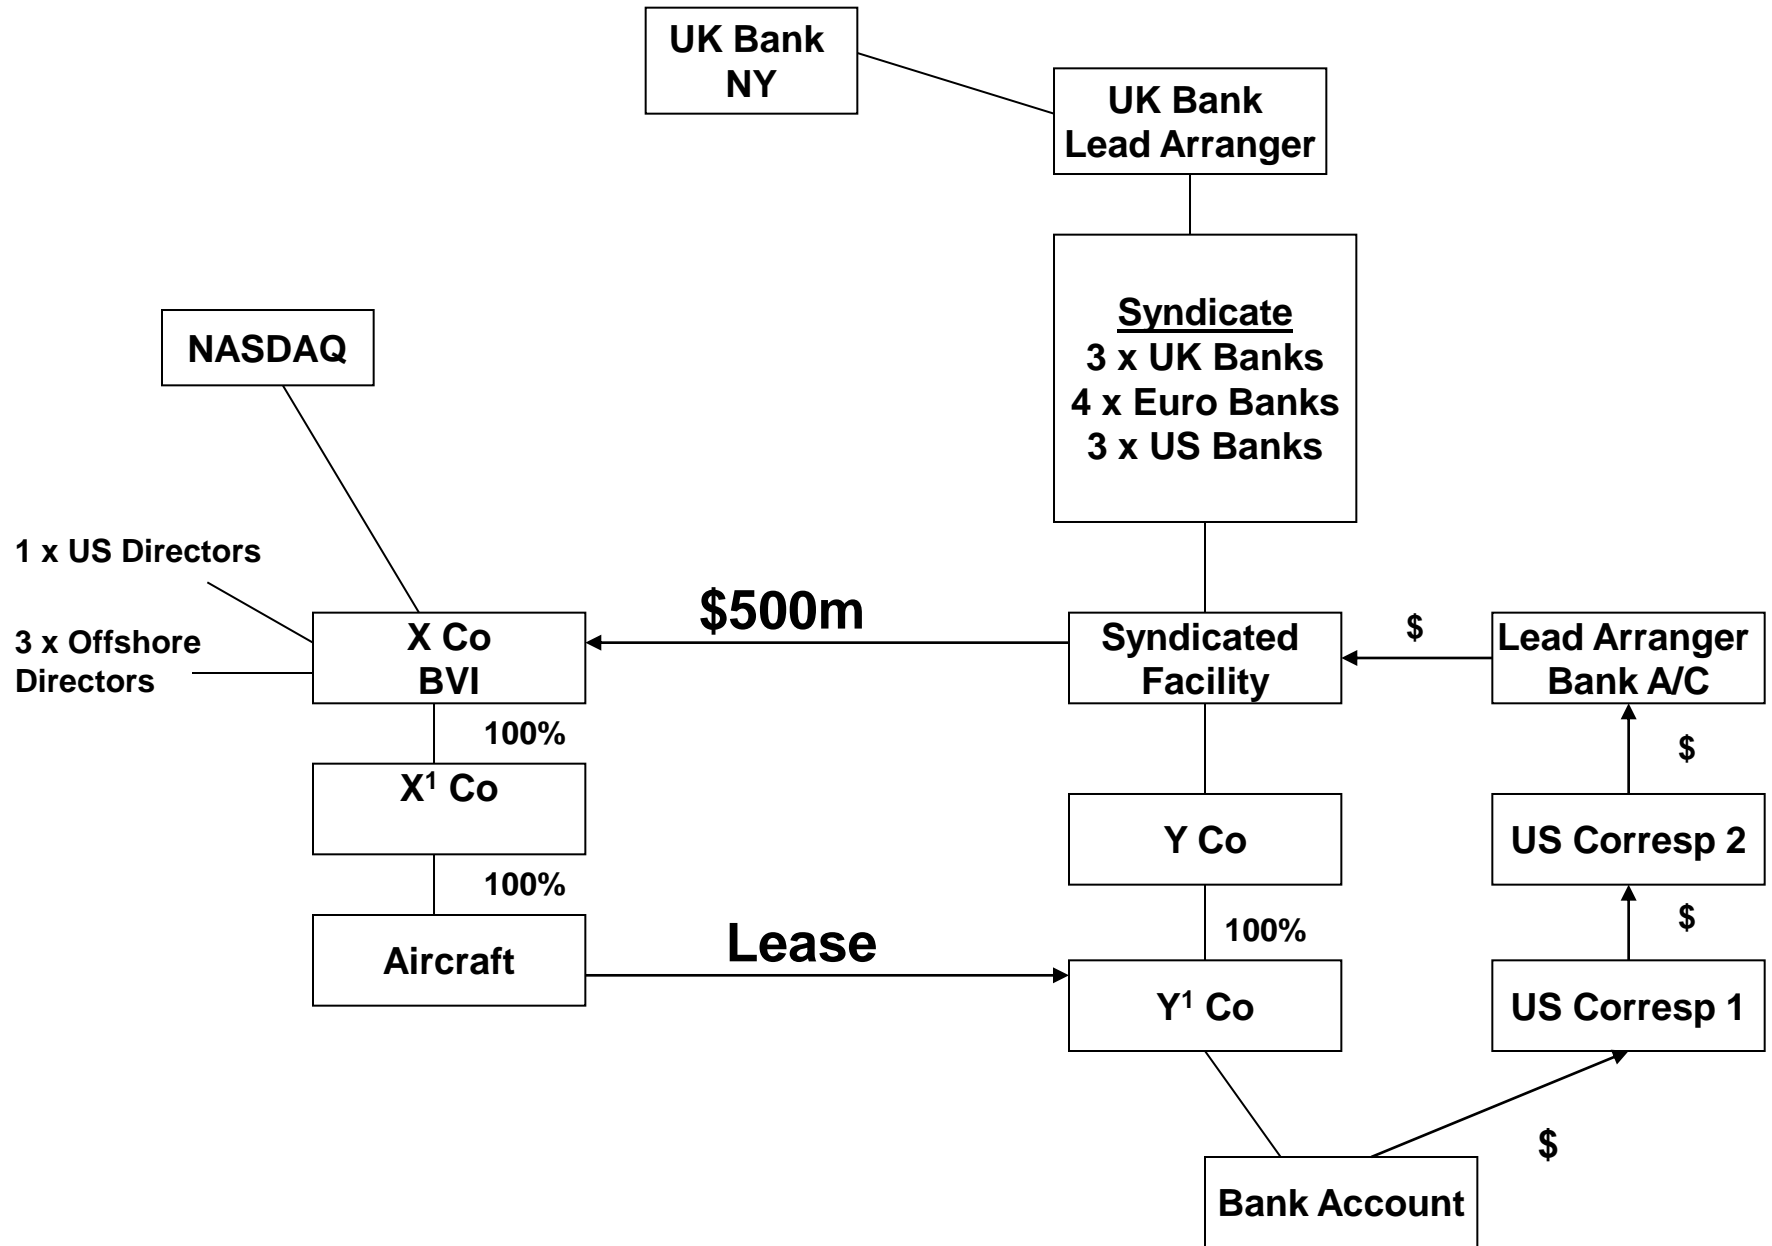 UK Bank
NY
UK Bank
Lead Arranger
Syndicate
3 x UK Banks
4 x Euro Banks
3 x US Banks
NASDAQ
1 x US Directors
3 x Offshore
Directors
X Co
BVI
$500m
Syndicated
Facility
$
Lead Arranger
Bank A/C
100%
$
X¹ Co
Y Co
US Corresp 2
100%
$
Aircraft
Lease
100%
Y¹ Co
US Corresp 1
$
Bank Account